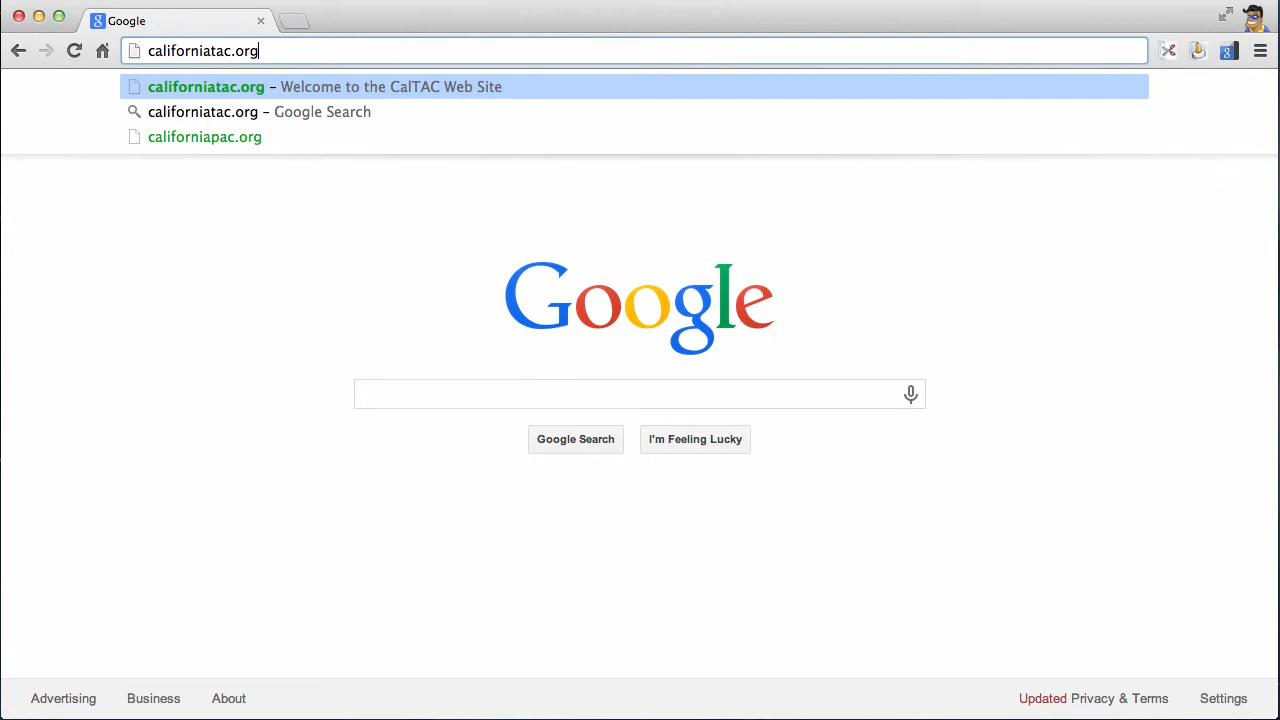 Google
californiatac.org
californiatac.org – Welcome to the CalTAC Web Site
californiatac.org – Google Search
californiapac.org
Google
Google Search I'm Feeling Lucky
Advertising Business About Updated Privacy & Terms Settings